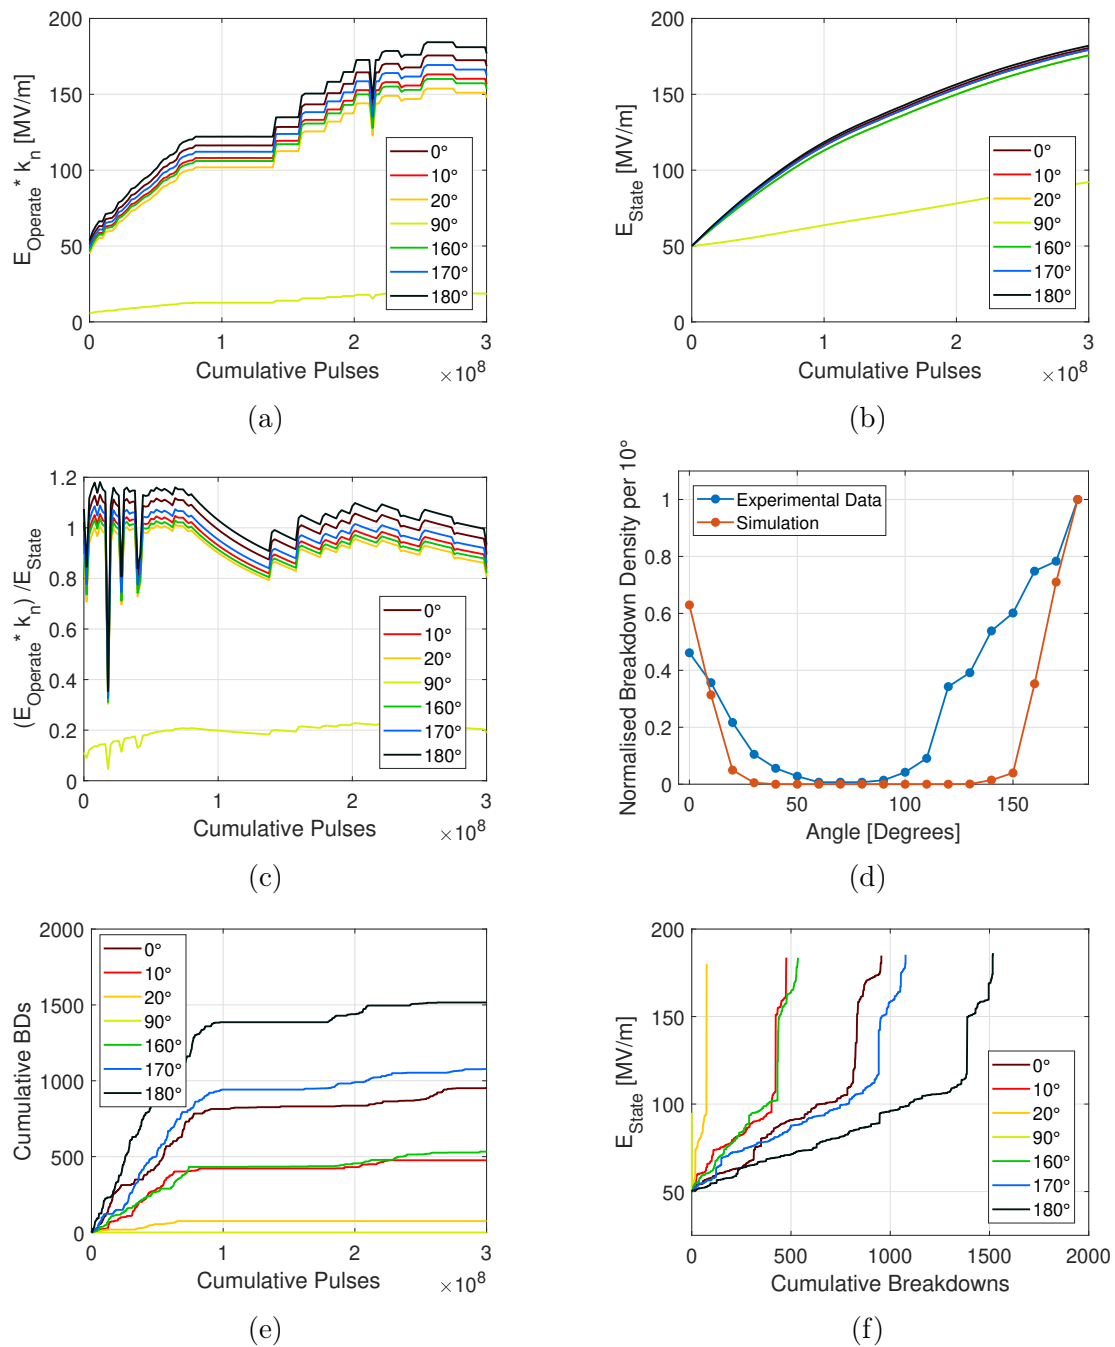 200
150
100
50
0
E_Operate * k_n [MV/m]
0°
10°
20°
90°
160°
170°
180°
0 1 2 3
Cumulative Pulses
×10^8
(a)
200
150
100
50
0
E_State [MV/m]
0°
10°
20°
90°
160°
170°
180°
0 1 2 3
Cumulative Pulses
×10^8
(b)
1.2
1
0.8
0.6
0.4
0.2
0
(E_Operate * k_n) /E_State
0°
10°
20°
90°
160°
170°
180°
0 1 2 3
Cumulative Pulses
×10^8
(c)
1
0.8
0.6
0.4
0.2
0
Normalised Breakdown Density per 10°
Experimental Data
Simulation
0 50 100 150
Angle [Degrees]
(d)
2000
1500
1000
500
0
Cumulative BDs
0°
10°
20°
90°
160°
170°
180°
0 1 2 3
Cumulative Pulses
×10^8
(e)
200
150
100
50
E_State [MV/m]
0°
10°
20°
90°
160°
170°
180°
0 500 1000 1500 2000
Cumulative Breakdowns
(f)